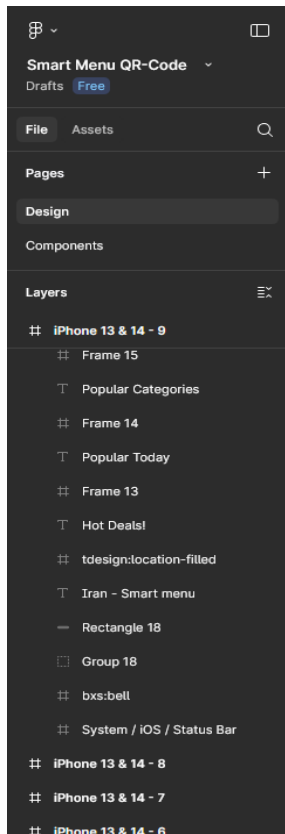 Smart Menu QR-Code
Drafts Free
File Assets
Pages
Design
Components
Layers
iPhone 13 & 14 - 9
Frame 15
Popular Categories
Frame 14
Popular Today
Frame 13
Hot Deals!
tdesign:location-filled
Iran - Smart menu
Rectangle 18
Group 18
bxs:bell
System / iOS / Status Bar
iPhone 13 & 14 - 8
iPhone 13 & 14 - 7
iPhone 13 & 14 - 6